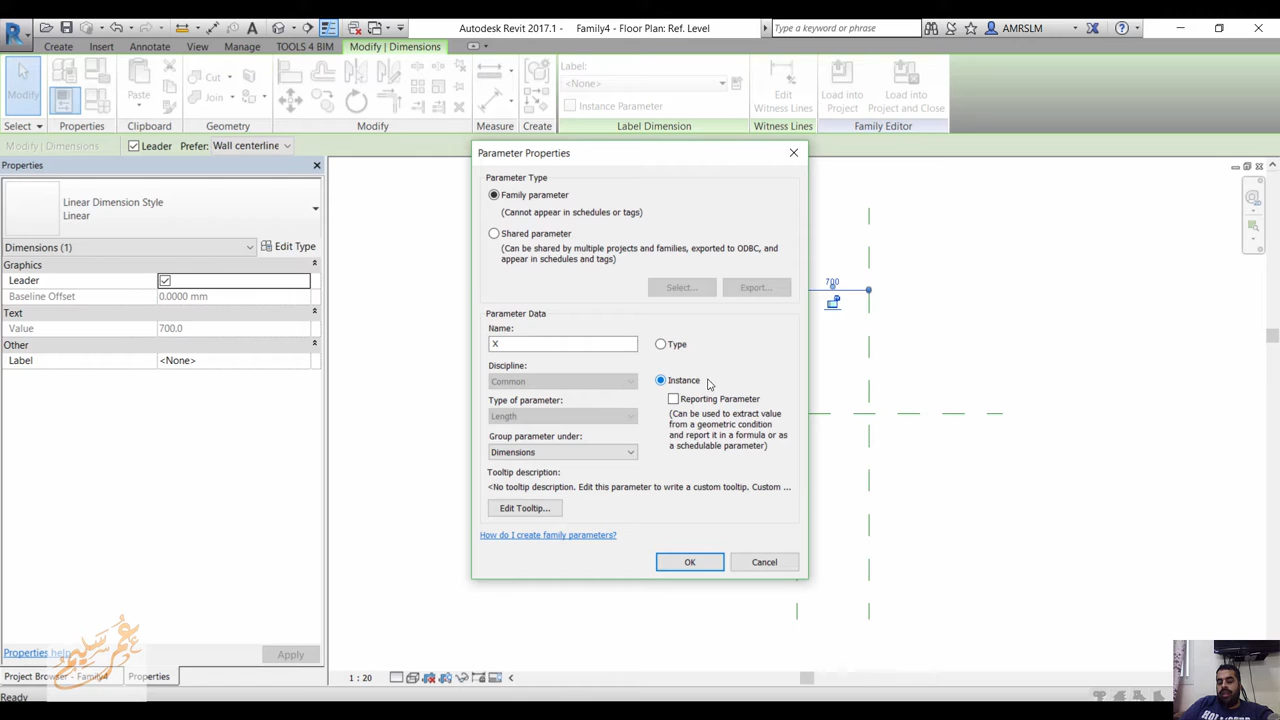 Autodesk Revit 2017.1 - Family4 - Floor Plan: Ref. Level
Type a keyword or phrase
AMRSLM
Create Insert Annotate View Manage TOOLS 4 BIM Modify | Dimensions
Modify
Paste
Cut
Join
Label:
<None>
Instance Parameter
Edit
Witness Lines
Load into
Project
Load into
Project and Close
Select Properties Clipboard Geometry Modify Measure Create Label Dimension Witness Lines Family Editor
Modify | Dimensions
Leader Prefer: Wall centerline
Properties
Linear Dimension Style
Linear
Dimensions (1)
Edit Type
Graphics
Leader
Baseline Offset 0.0000 mm
Text
Value 700.0
Other
Label <None>
Properties help
Apply
Project Browser - Family4 Properties
Ready
Parameter Properties
Parameter Type
Family parameter
(Cannot appear in schedules or tags)
Shared parameter
(Can be shared by multiple projects and families, exported to ODBC, and
appear in schedules and tags)
Select... Export...
Parameter Data
Name:
X
Type
Discipline:
Common
Instance
Reporting Parameter
(Can be used to extract value
from a geometric condition
and report it in a formula or as
a schedulable parameter)
Type of parameter:
Length
Group parameter under:
Dimensions
Tooltip description:
<No tooltip description. Edit this parameter to write a custom tooltip. Custom ...
Edit Tooltip...
How do I create family parameters?
OK Cancel
700
1 : 20
عمر سليم